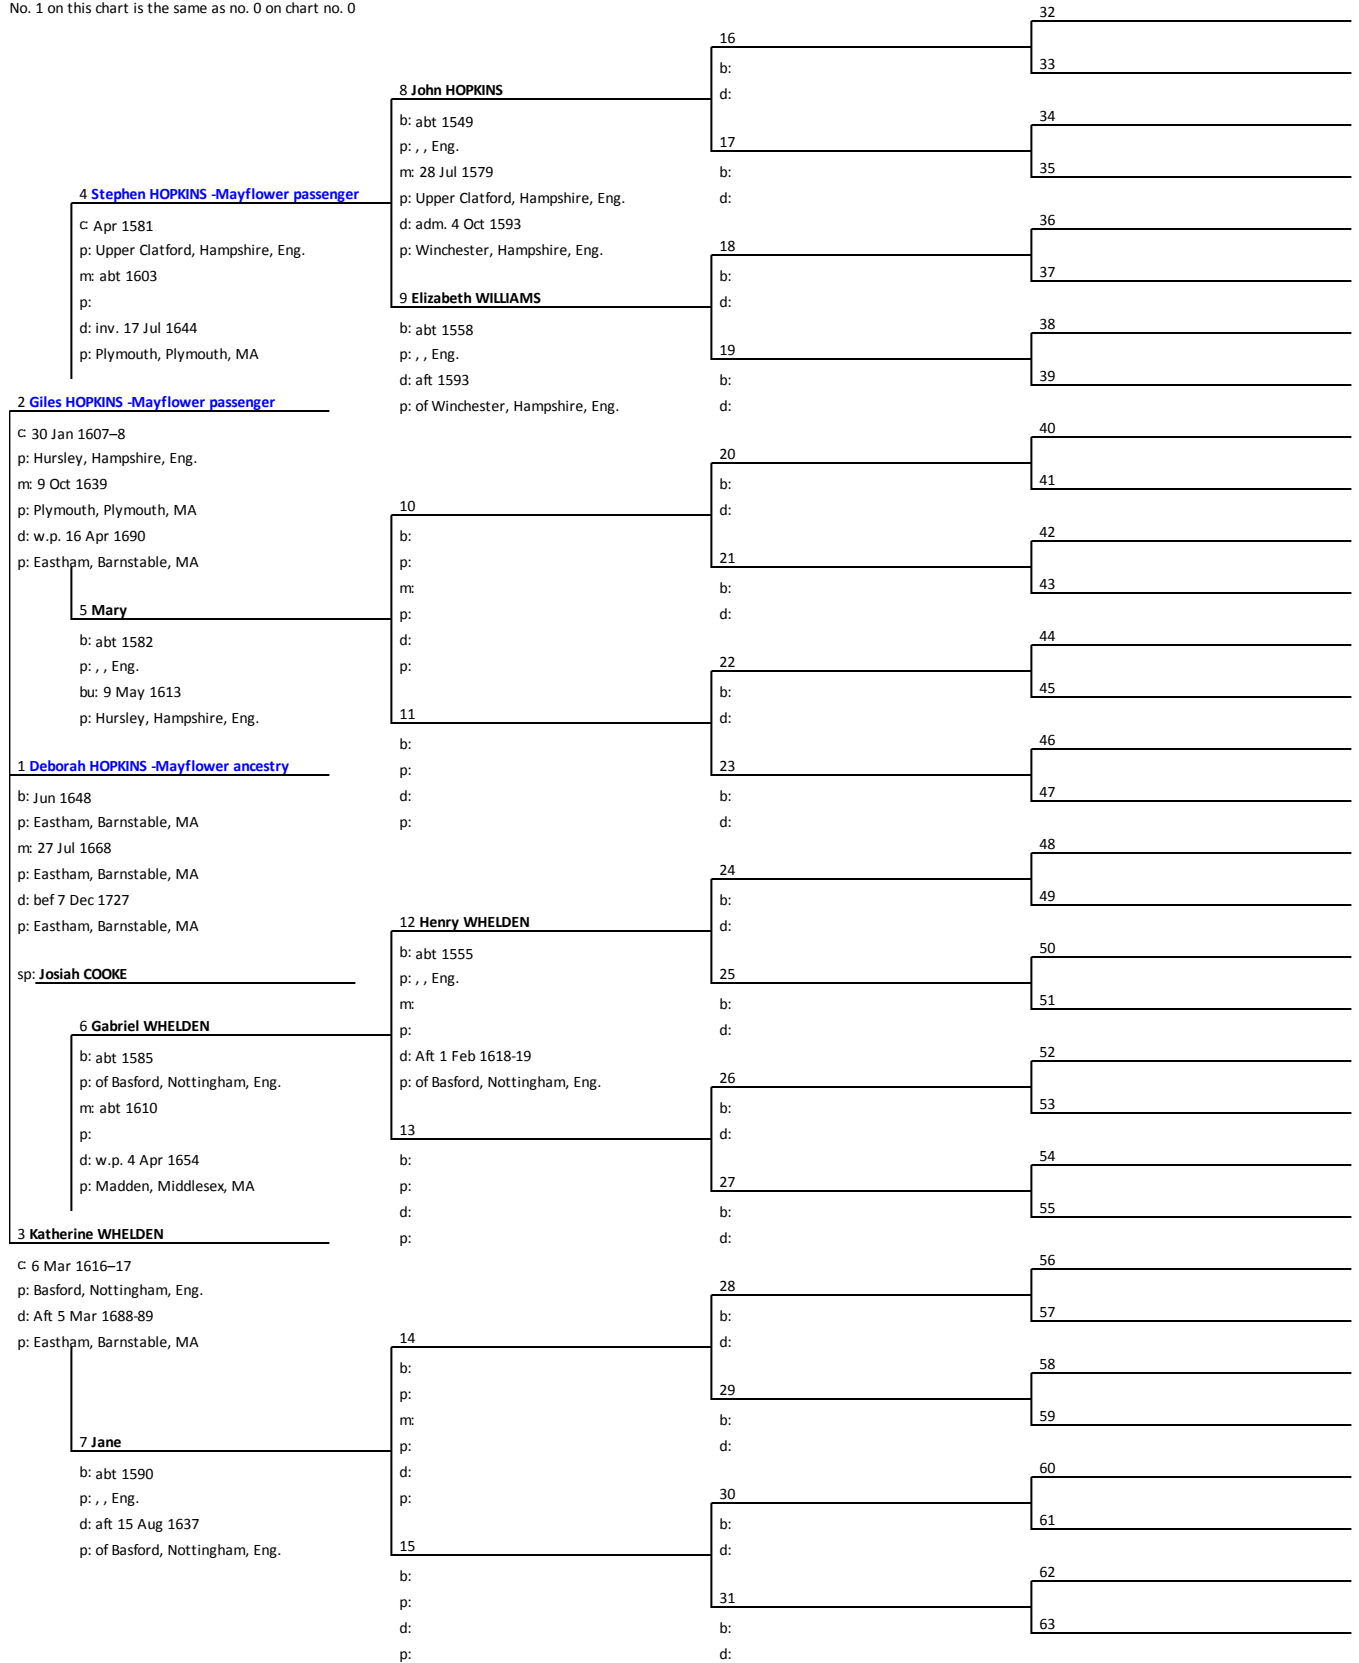 No. 1 on this chart is the same as no. 0 on chart no. 0
1 Deborah HOPKINS -Mayflower ancestry
b: Jun 1648
p: Eastham, Barnstable, MA
m: 27 Jul 1668
p: Eastham, Barnstable, MA
d: bef 7 Dec 1727
p: Eastham, Barnstable, MA
sp: Josiah COOKE
2 Giles HOPKINS -Mayflower passenger
c: 30 Jan 1607–8
p: Hursley, Hampshire, Eng.
m: 9 Oct 1639
p: Plymouth, Plymouth, MA
d: w.p. 16 Apr 1690
p: Eastham, Barnstable, MA
3 Katherine WHELDEN
c: 6 Mar 1616–17
p: Basford, Nottingham, Eng.
d: Aft 5 Mar 1688-89
p: Eastham, Barnstable, MA
4 Stephen HOPKINS -Mayflower passenger
c: Apr 1581
p: Upper Clatford, Hampshire, Eng.
m: abt 1603
p:
d: inv. 17 Jul 1644
p: Plymouth, Plymouth, MA
5 Mary
b: abt 1582
p: , , Eng.
bu: 9 May 1613
p: Hursley, Hampshire, Eng.
6 Gabriel WHELDEN
b: abt 1585
p: of Basford, Nottingham, Eng.
m: abt 1610
p:
d: w.p. 4 Apr 1654
p: Madden, Middlesex, MA
7 Jane
b: abt 1590
p: , , Eng.
d: aft 15 Aug 1637
p: of Basford, Nottingham, Eng.
8 John HOPKINS
b: abt 1549
p: , , Eng.
m: 28 Jul 1579
p: Upper Clatford, Hampshire, Eng.
d: adm. 4 Oct 1593
p: Winchester, Hampshire, Eng.
9 Elizabeth WILLIAMS
b: abt 1558
p: , , Eng.
d: aft 1593
p: of Winchester, Hampshire, Eng.
10
b:
p:
m:
p:
d:
p:
11
b:
p:
d:
p:
12 Henry WHELDEN
b: abt 1555
p: , , Eng.
m:
p:
d: Aft 1 Feb 1618-19
p: of Basford, Nottingham, Eng.
13
b:
p:
d:
p:
14
b:
p:
m:
p:
d:
p:
15
b:
p:
d:
p:
16
b:
d:
17
b:
d:
18
b:
d:
19
b:
d:
20
b:
d:
21
b:
d:
22
b:
d:
23
b:
d:
24
b:
d:
25
b:
d:
26
b:
d:
27
b:
d:
28
b:
d:
29
b:
d:
30
b:
d:
31
b:
d:
32
33
34
35
36
37
38
39
40
41
42
43
44
45
46
47
48
49
50
51
52
53
54
55
56
57
58
59
60
61
62
63